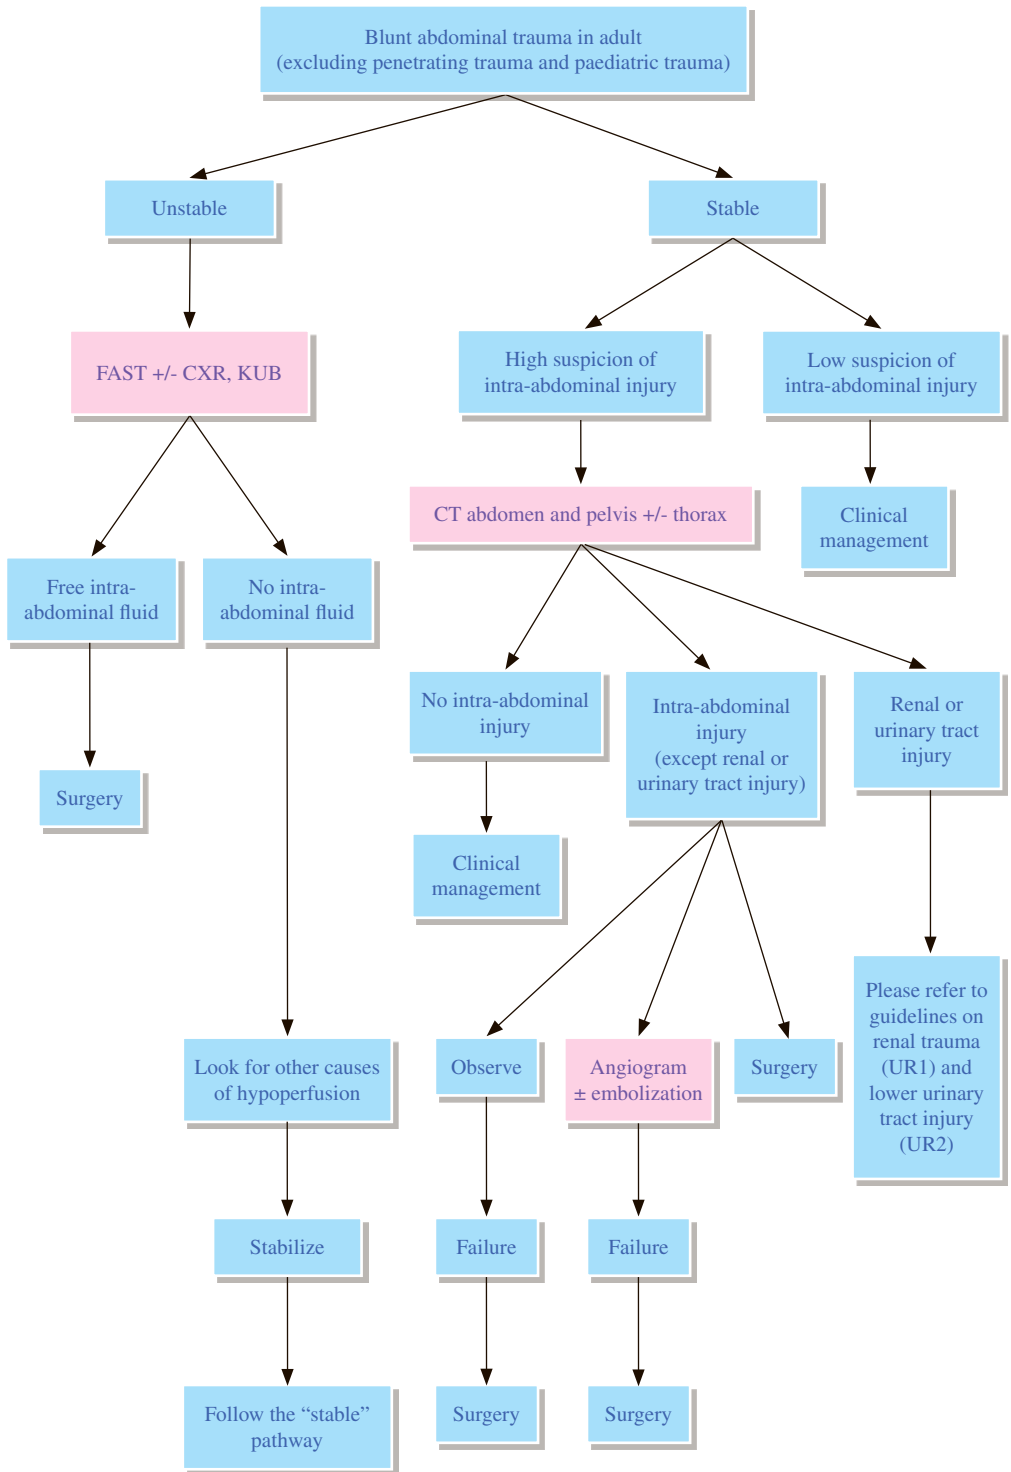 Blunt abdominal trauma in adult
(excluding penetrating trauma and paediatric trauma)
Unstable
Stable
FAST +/- CXR, KUB
High suspicion of
intra-abdominal injury
Low suspicion of
intra-abdominal injury
CT abdomen and pelvis +/- thorax
Clinical
management
Free intra-
abdominal fluid
No intra-
abdominal fluid
No intra-abdominal
injury
Intra-abdominal
injury
(except renal or
urinary tract injury)
Renal or
urinary tract
injury
Surgery
Clinical
management
Please refer to
guidelines on
renal trauma
(UR1) and
lower urinary
tract injury
(UR2)
Look for other causes
of hypoperfusion
Observe
Angiogram
± embolization
Surgery
Stabilize
Failure
Failure
Follow the “stable”
pathway
Surgery
Surgery